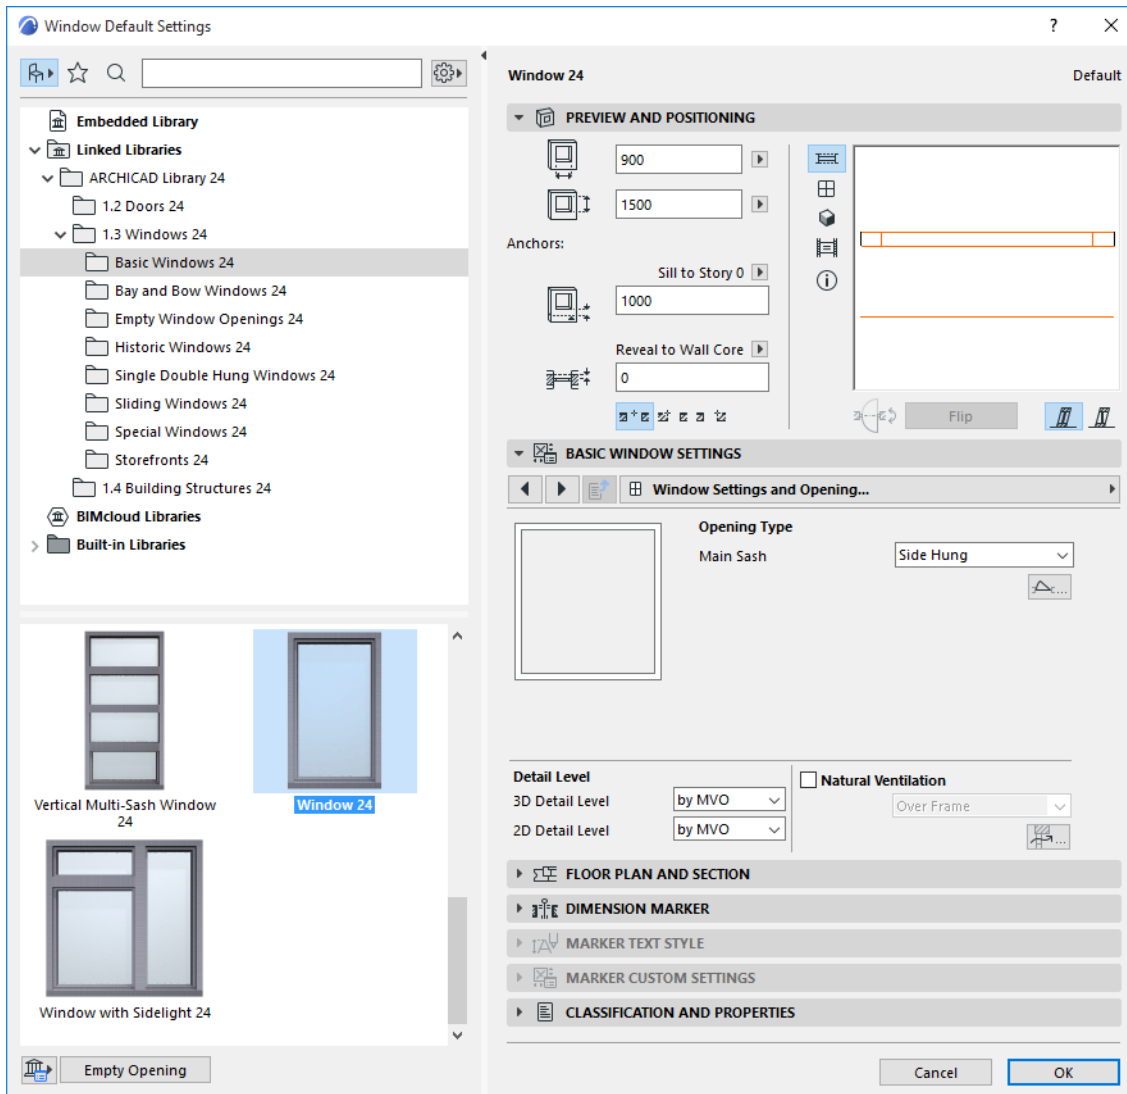 Window Default Settings
?
Embedded Library
Linked Libraries
ARCHICAD Library 24
1.2 Doors 24
1.3 Windows 24
Basic Windows 24
Bay and Bow Windows 24
Empty Window Openings 24
Historic Windows 24
Single Double Hung Windows 24
Sliding Windows 24
Special Windows 24
Storefronts 24
1.4 Building Structures 24
BIMcloud Libraries
Built-in Libraries
Vertical Multi-Sash Window
24
Window 24
Window with Sidelight 24
Empty Opening
Window 24
Default
PREVIEW AND POSITIONING
900
1500
Anchors:
Sill to Story 0
1000
Reveal to Wall Core
0
Flip
BASIC WINDOW SETTINGS
Window Settings and Opening...
Opening Type
Main Sash
Side Hung
...
Detail Level
3D Detail Level
by MVO
2D Detail Level
by MVO
Natural Ventilation
Over Frame
...
FLOOR PLAN AND SECTION
DIMENSION MARKER
MARKER TEXT STYLE
MARKER CUSTOM SETTINGS
CLASSIFICATION AND PROPERTIES
Cancel
OK